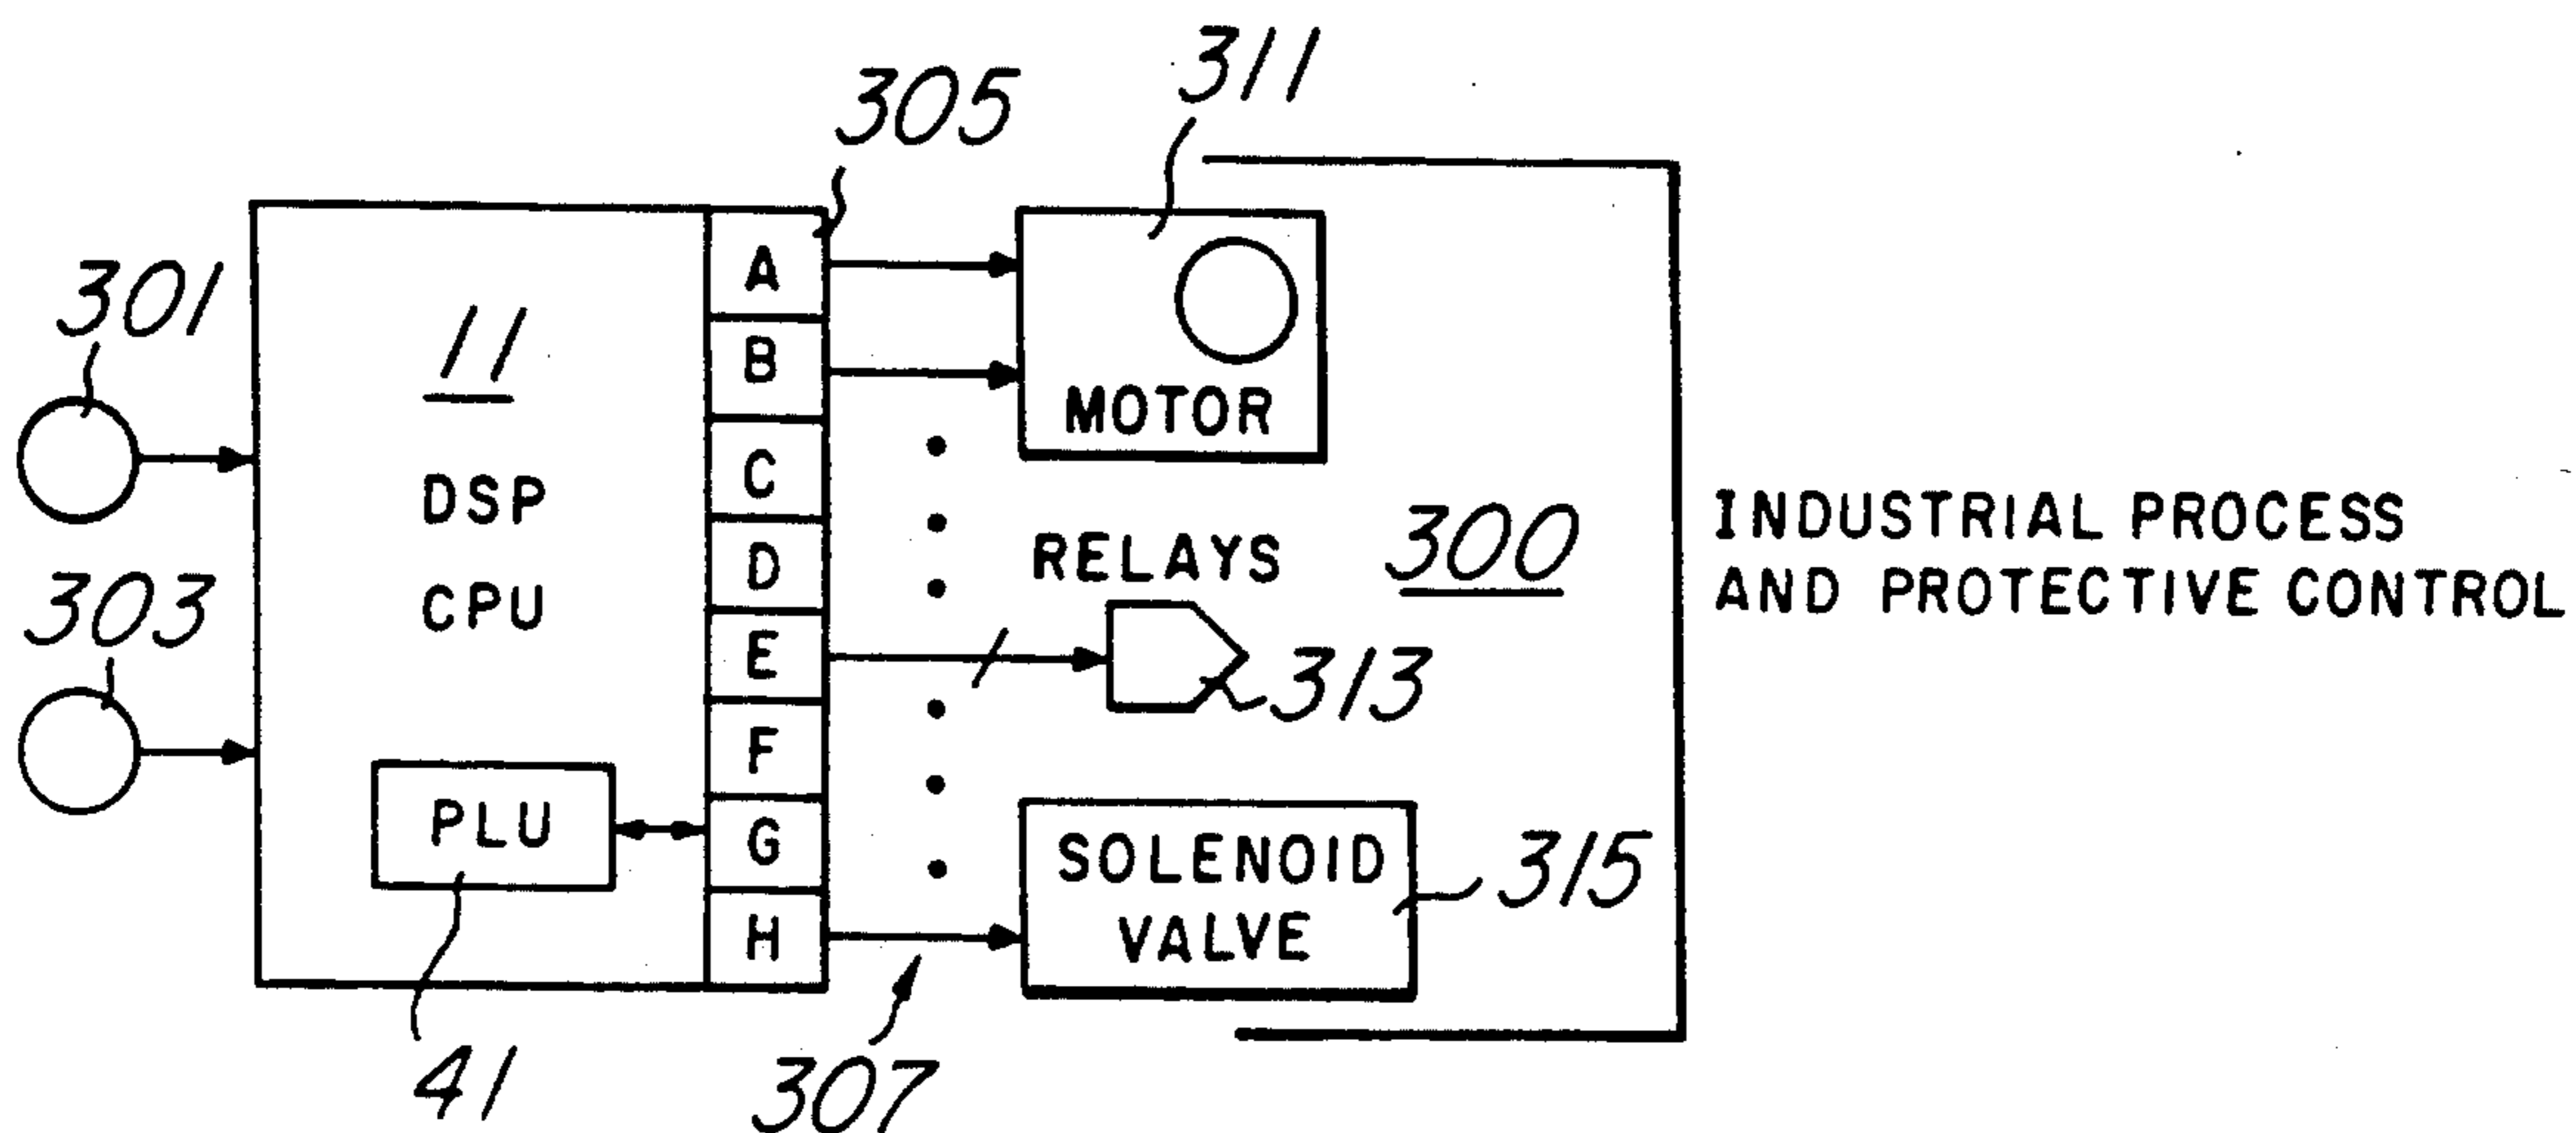 311
305
301
11
DSP
CPU
303
PLU
41
A
B
C
D
E
F
G
H
307
MOTOR
RELAYS
300
313
SOLENOID
VALVE
315
INDUSTRIAL PROCESS
AND PROTECTIVE CONTROL